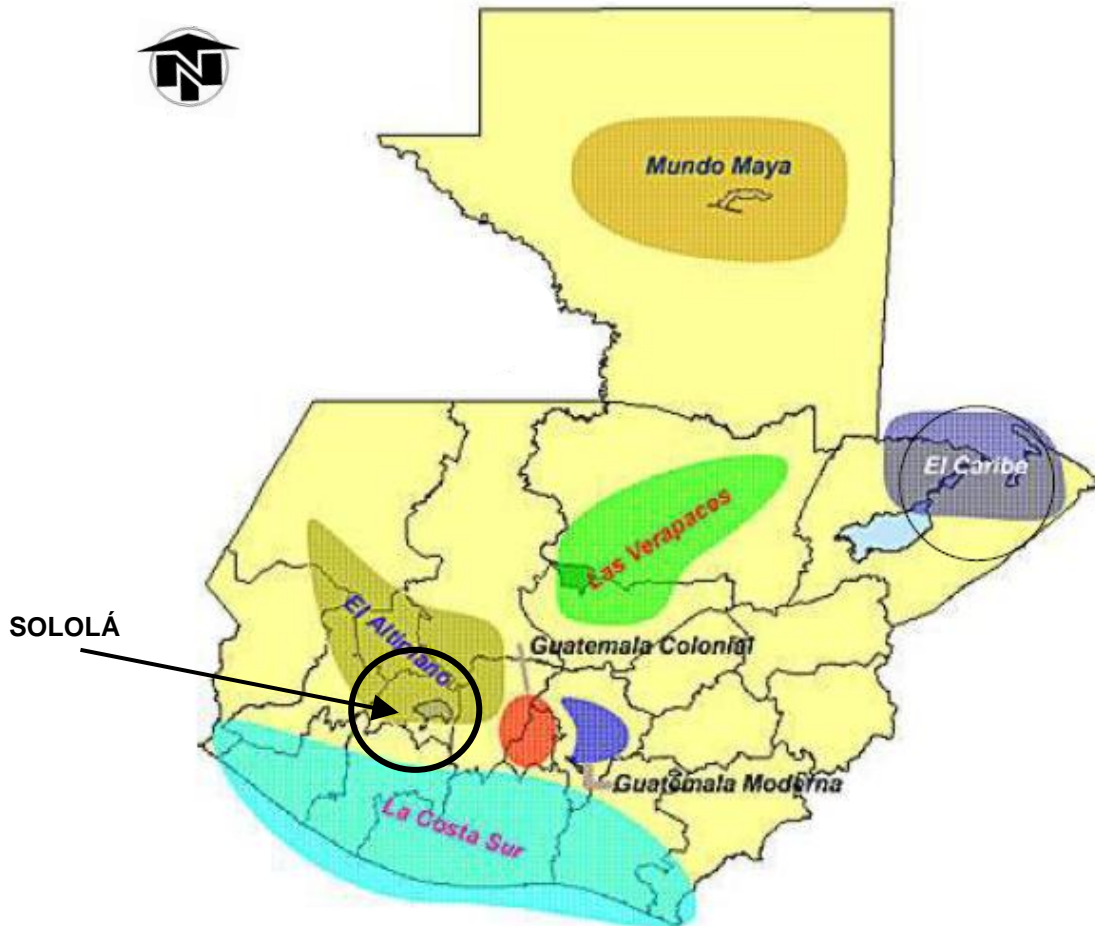 N
Mundo Maya
El Caribe
Las Verapaces
SOLOLÁ
El Altiplano
Guatemala Colonial
Guatemala Moderna
La Costa Sur